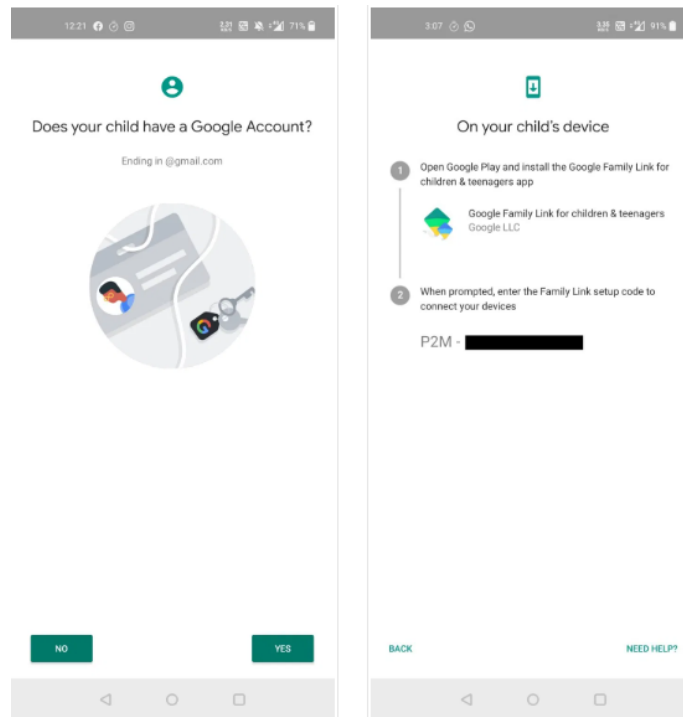 12:21
71%
Does your child have a Google Account?
Ending in @gmail.com
NO
YES
3:07
91%
On your child's device
1
Open Google Play and install the Google Family Link for
children & teenagers app
Google Family Link for children & teenagers
Google LLC
2
When prompted, enter the Family Link setup code to
connect your devices
P2M -
BACK
NEED HELP?